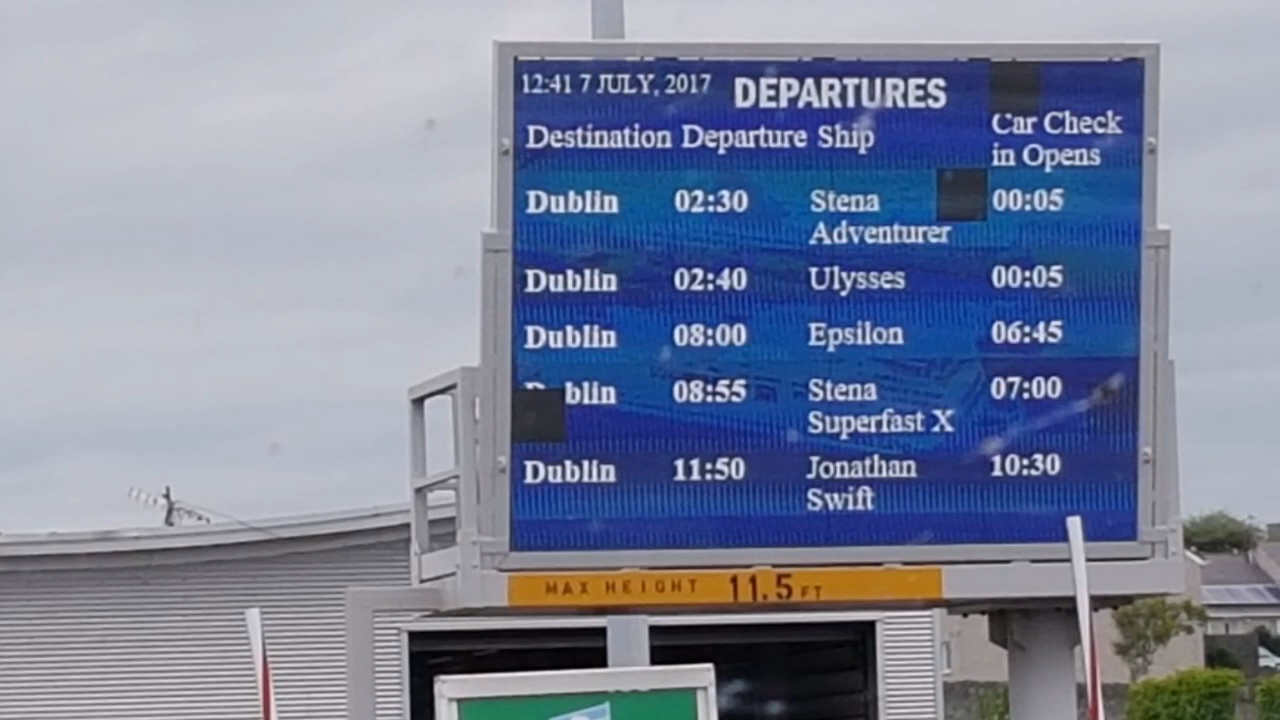 12:41 7 JULY, 2017 DEPARTURES
Destination Departure Ship Car Check in Opens
Dublin 02:30 Stena Adventurer 00:05
Dublin 02:40 Ulysses 00:05
Dublin 08:00 Epsilon 06:45
blin 08:55 Stena Superfast X 07:00
Dublin 11:50 Jonathan Swift 10:30
MAX HEIGHT 11.5 FT